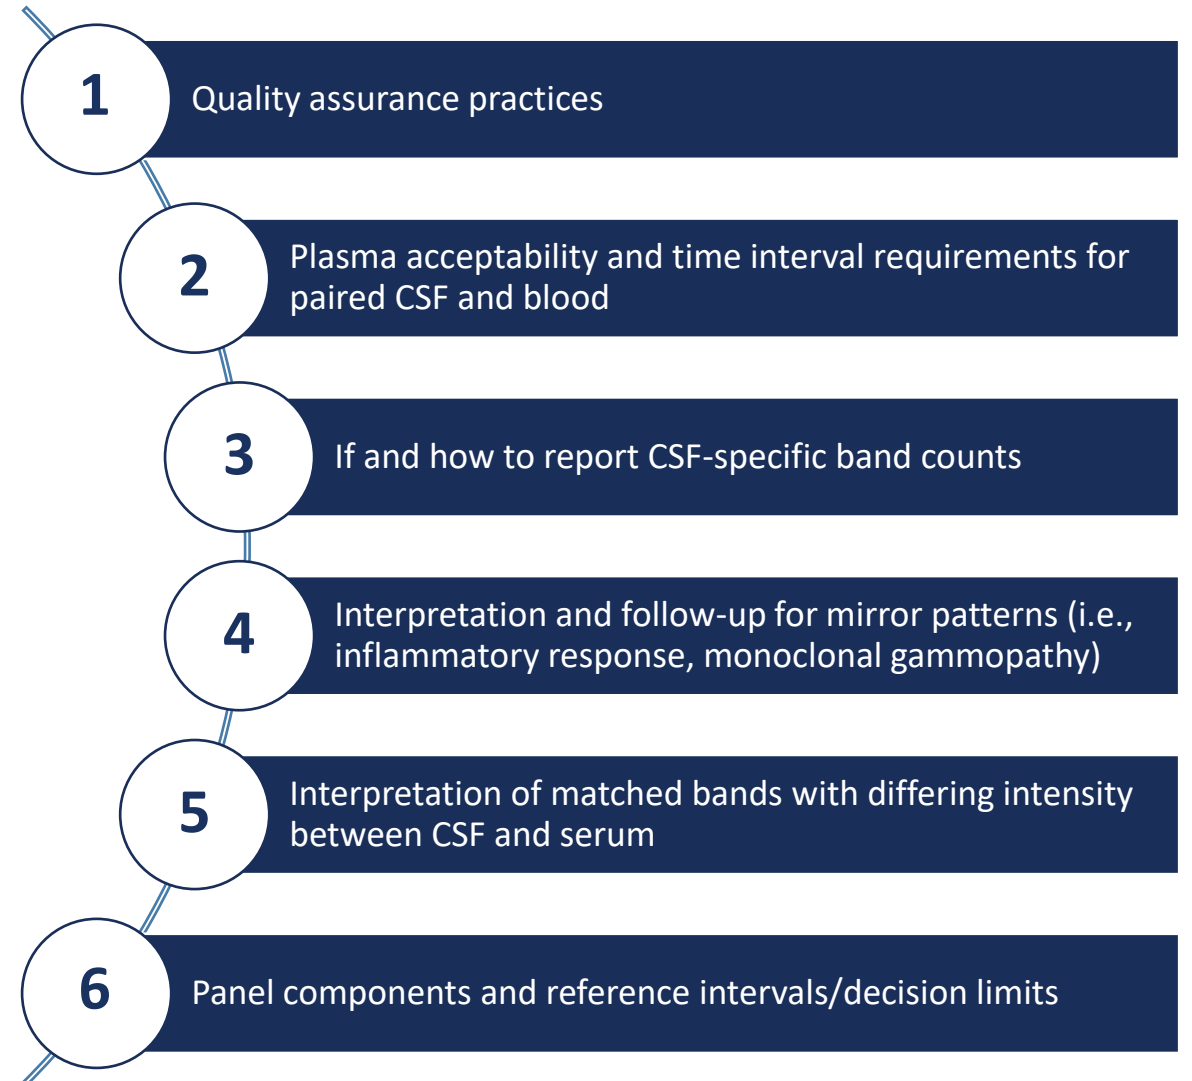 1
Quality assurance practices
2
Plasma acceptability and time interval requirements for
paired CSF and blood
3
If and how to report CSF-specific band counts
4
Interpretation and follow-up for mirror patterns (i.e.,
inflammatory response, monoclonal gammopathy)
5
Interpretation of matched bands with differing intensity
between CSF and serum
6
Panel components and reference intervals/decision limits